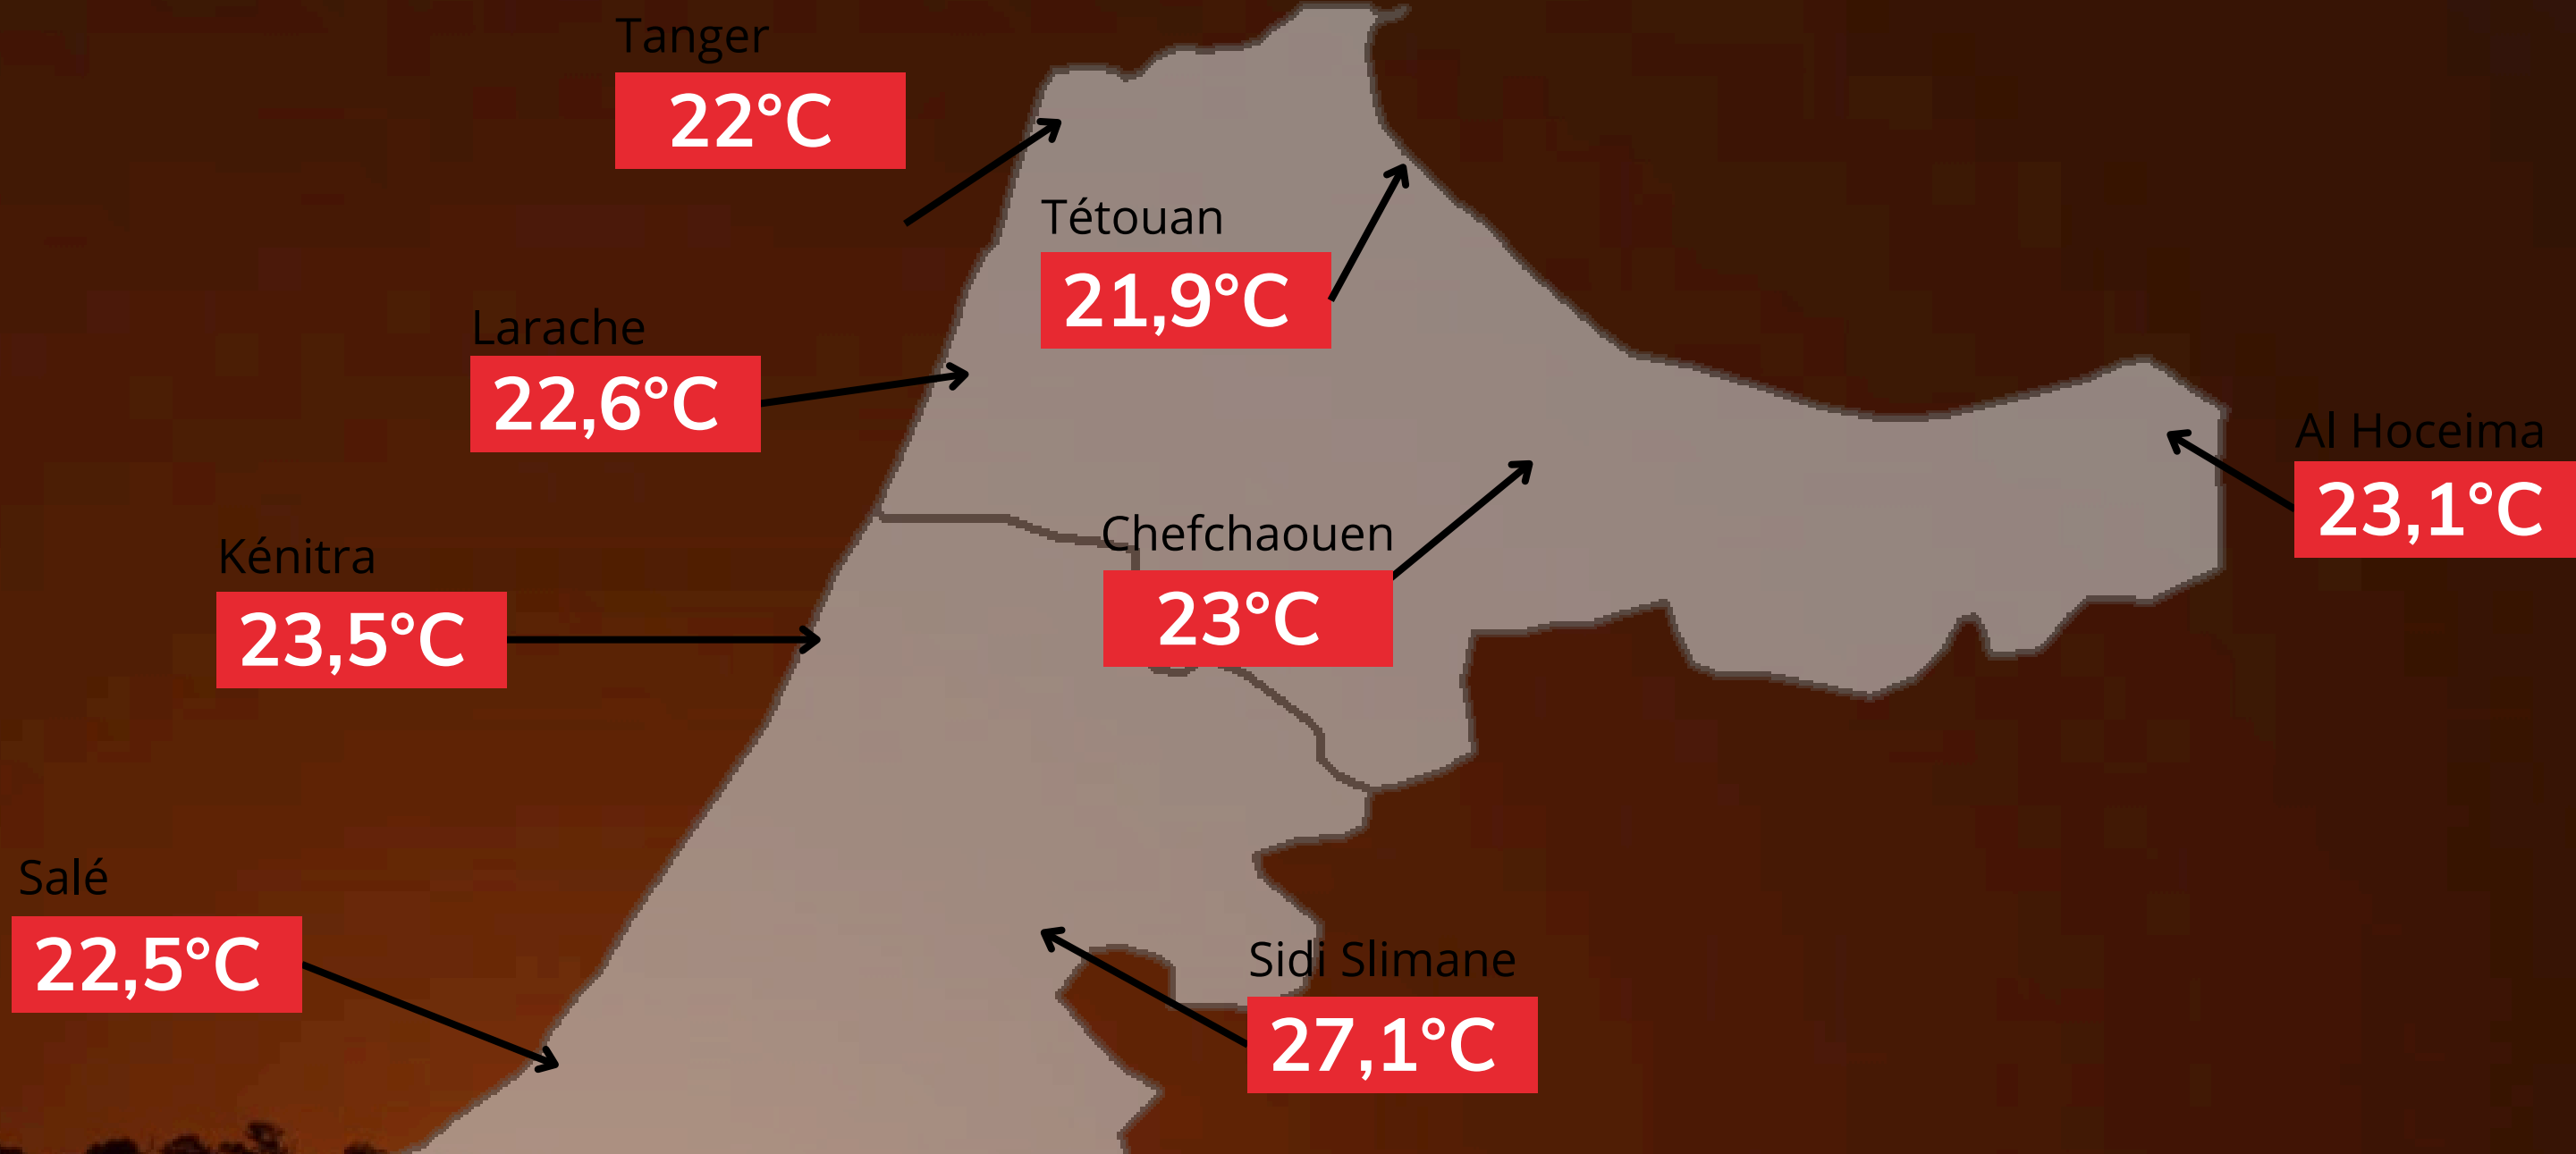 Tanger
22°C
Tétouan
21,9°C
Larache
22,6°C
Al Hoceima
23,1°C
Chefchaouen
23°C
Kénitra
23,5°C
Salé
22,5°C
Sidi Slimane
27,1°C